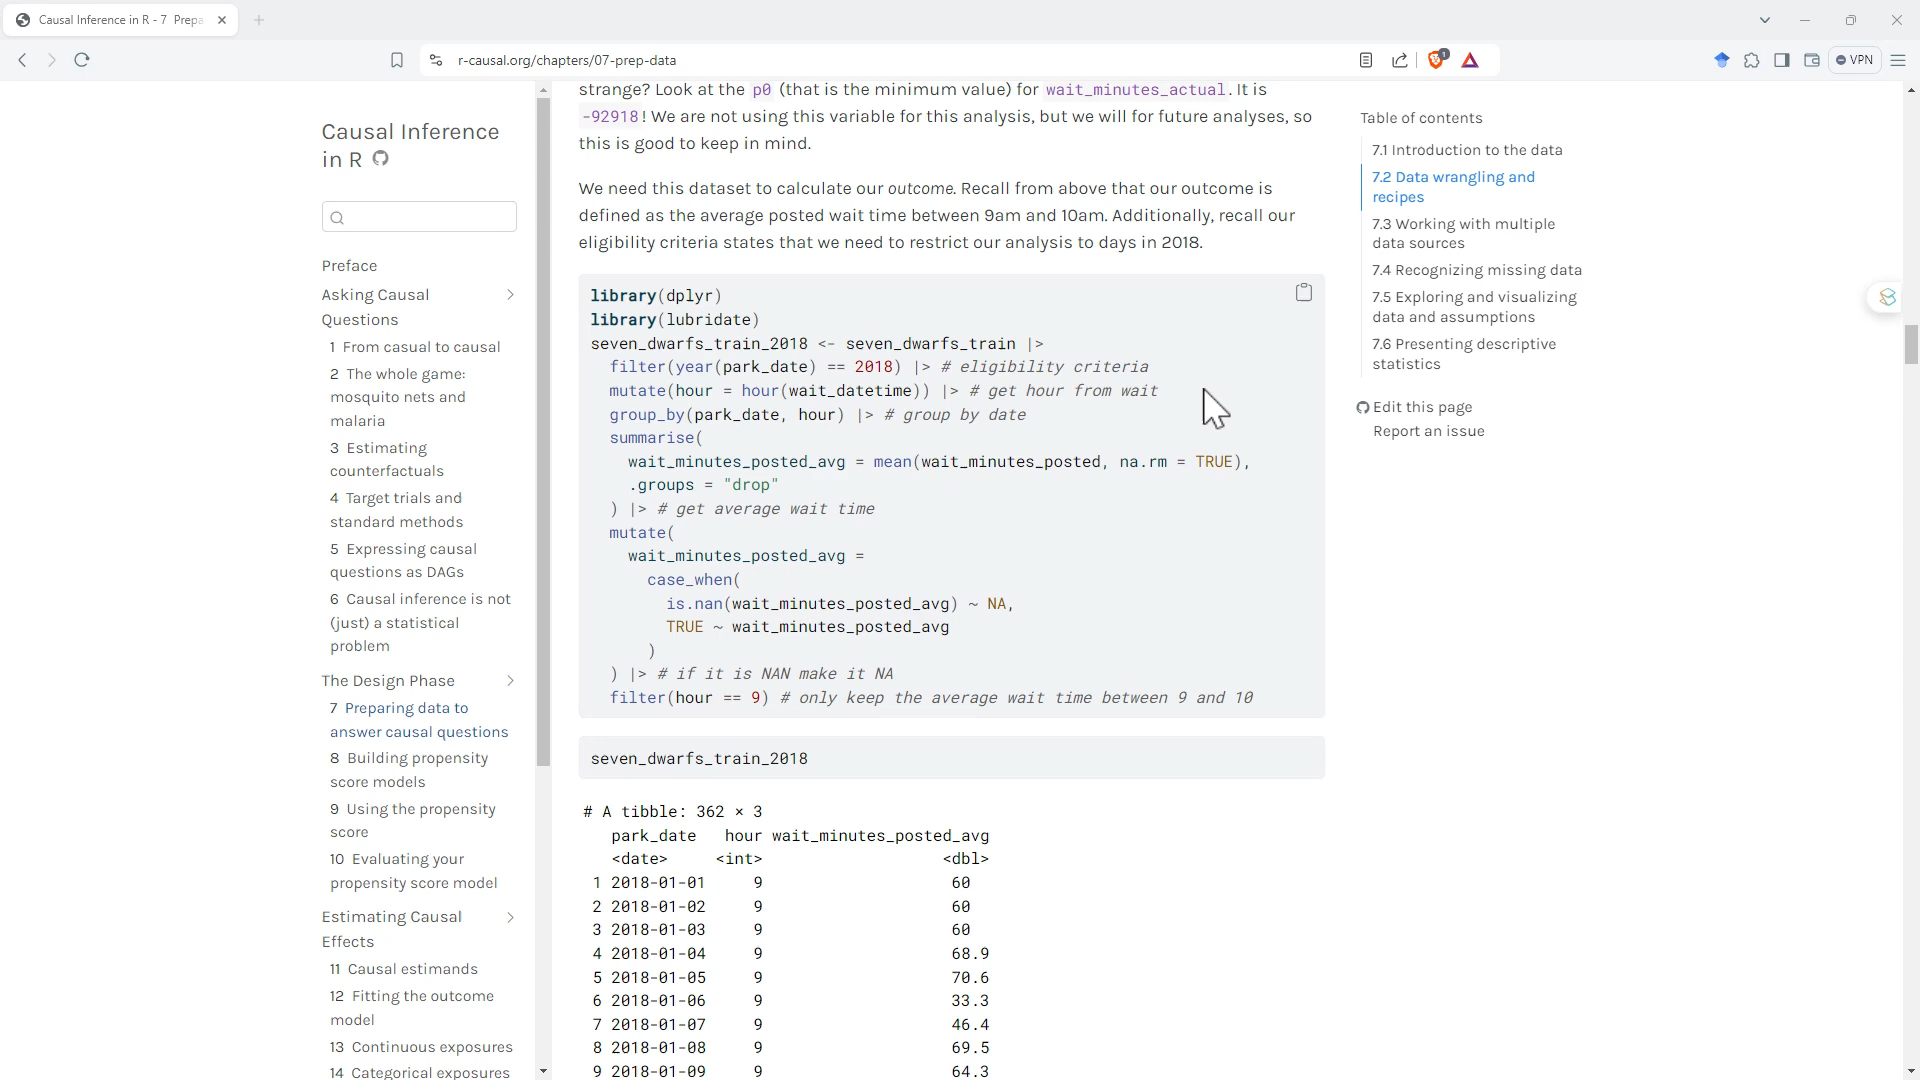 Causal Inference in R - 7 Prepa
r-causal.org/chapters/07-prep-data
1
VPN
Causal Inference
in R
Preface
Asking Causal
Questions
1 From casual to causal
2 The whole game:
mosquito nets and
malaria
3 Estimating
counterfactuals
4 Target trials and
standard methods
5 Expressing causal
questions as DAGs
6 Causal inference is not
(just) a statistical
problem
The Design Phase
7 Preparing data to
answer causal questions
8 Building propensity
score models
9 Using the propensity
score
10 Evaluating your
propensity score model
Estimating Causal
Effects
11 Causal estimands
12 Fitting the outcome
model
13 Continuous exposures
14 Categorical exposures
strange? Look at the p0 (that is the minimum value) for wait_minutes_actual. It is
-92918! We are not using this variable for this analysis, but we will for future analyses, so
this is good to keep in mind.
We need this dataset to calculate our outcome. Recall from above that our outcome is
defined as the average posted wait time between 9am and 10am. Additionally, recall our
eligibility criteria states that we need to restrict our analysis to days in 2018.
library(dplyr)
library(lubridate)
seven_dwarfs_train_2018 <- seven_dwarfs_train |>
filter(year(park_date) == 2018) |> # eligibility criteria
mutate(hour = hour(wait_datetime)) |> # get hour from wait
group_by(park_date, hour) |> # group by date
summarise(
wait_minutes_posted_avg = mean(wait_minutes_posted, na.rm = TRUE),
.groups = "drop"
) |> # get average wait time
mutate(
wait_minutes_posted_avg =
case_when(
is.nan(wait_minutes_posted_avg) ~ NA,
TRUE ~ wait_minutes_posted_avg
)
) |> # if it is NAN make it NA
filter(hour == 9) # only keep the average wait time between 9 and 10
seven_dwarfs_train_2018
# A tibble: 362 × 3
park_date hour wait_minutes_posted_avg
<date> <int> <dbl>
1 2018-01-01 9 60
2 2018-01-02 9 60
3 2018-01-03 9 60
4 2018-01-04 9 68.9
5 2018-01-05 9 70.6
6 2018-01-06 9 33.3
7 2018-01-07 9 46.4
8 2018-01-08 9 69.5
9 2018-01-09 9 64.3
Table of contents
7.1 Introduction to the data
7.2 Data wrangling and
recipes
7.3 Working with multiple
data sources
7.4 Recognizing missing data
7.5 Exploring and visualizing
data and assumptions
7.6 Presenting descriptive
statistics
Edit this page
Report an issue